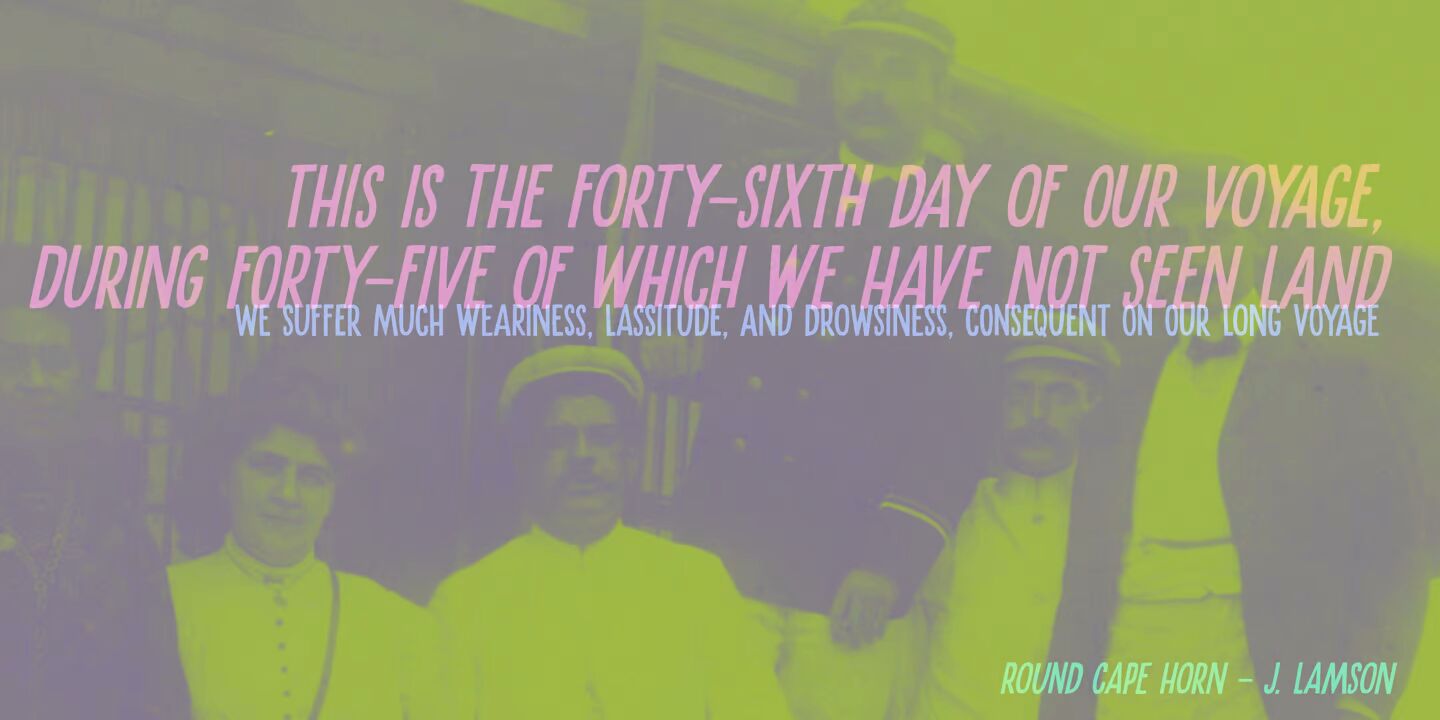 THIS IS THE FORTY-SIXTH DAY OF OUR VOYAGE,
DURING FORTY-FIVE OF WHICH WE HAVE NOT SEEN LAND
WE SUFFER MUCH WEARINESS, LASSITUDE, AND DROWSINESS, CONSEQUENT ON OUR LONG VOYAGE
ROUND CAPE HORN - J. LAMSON